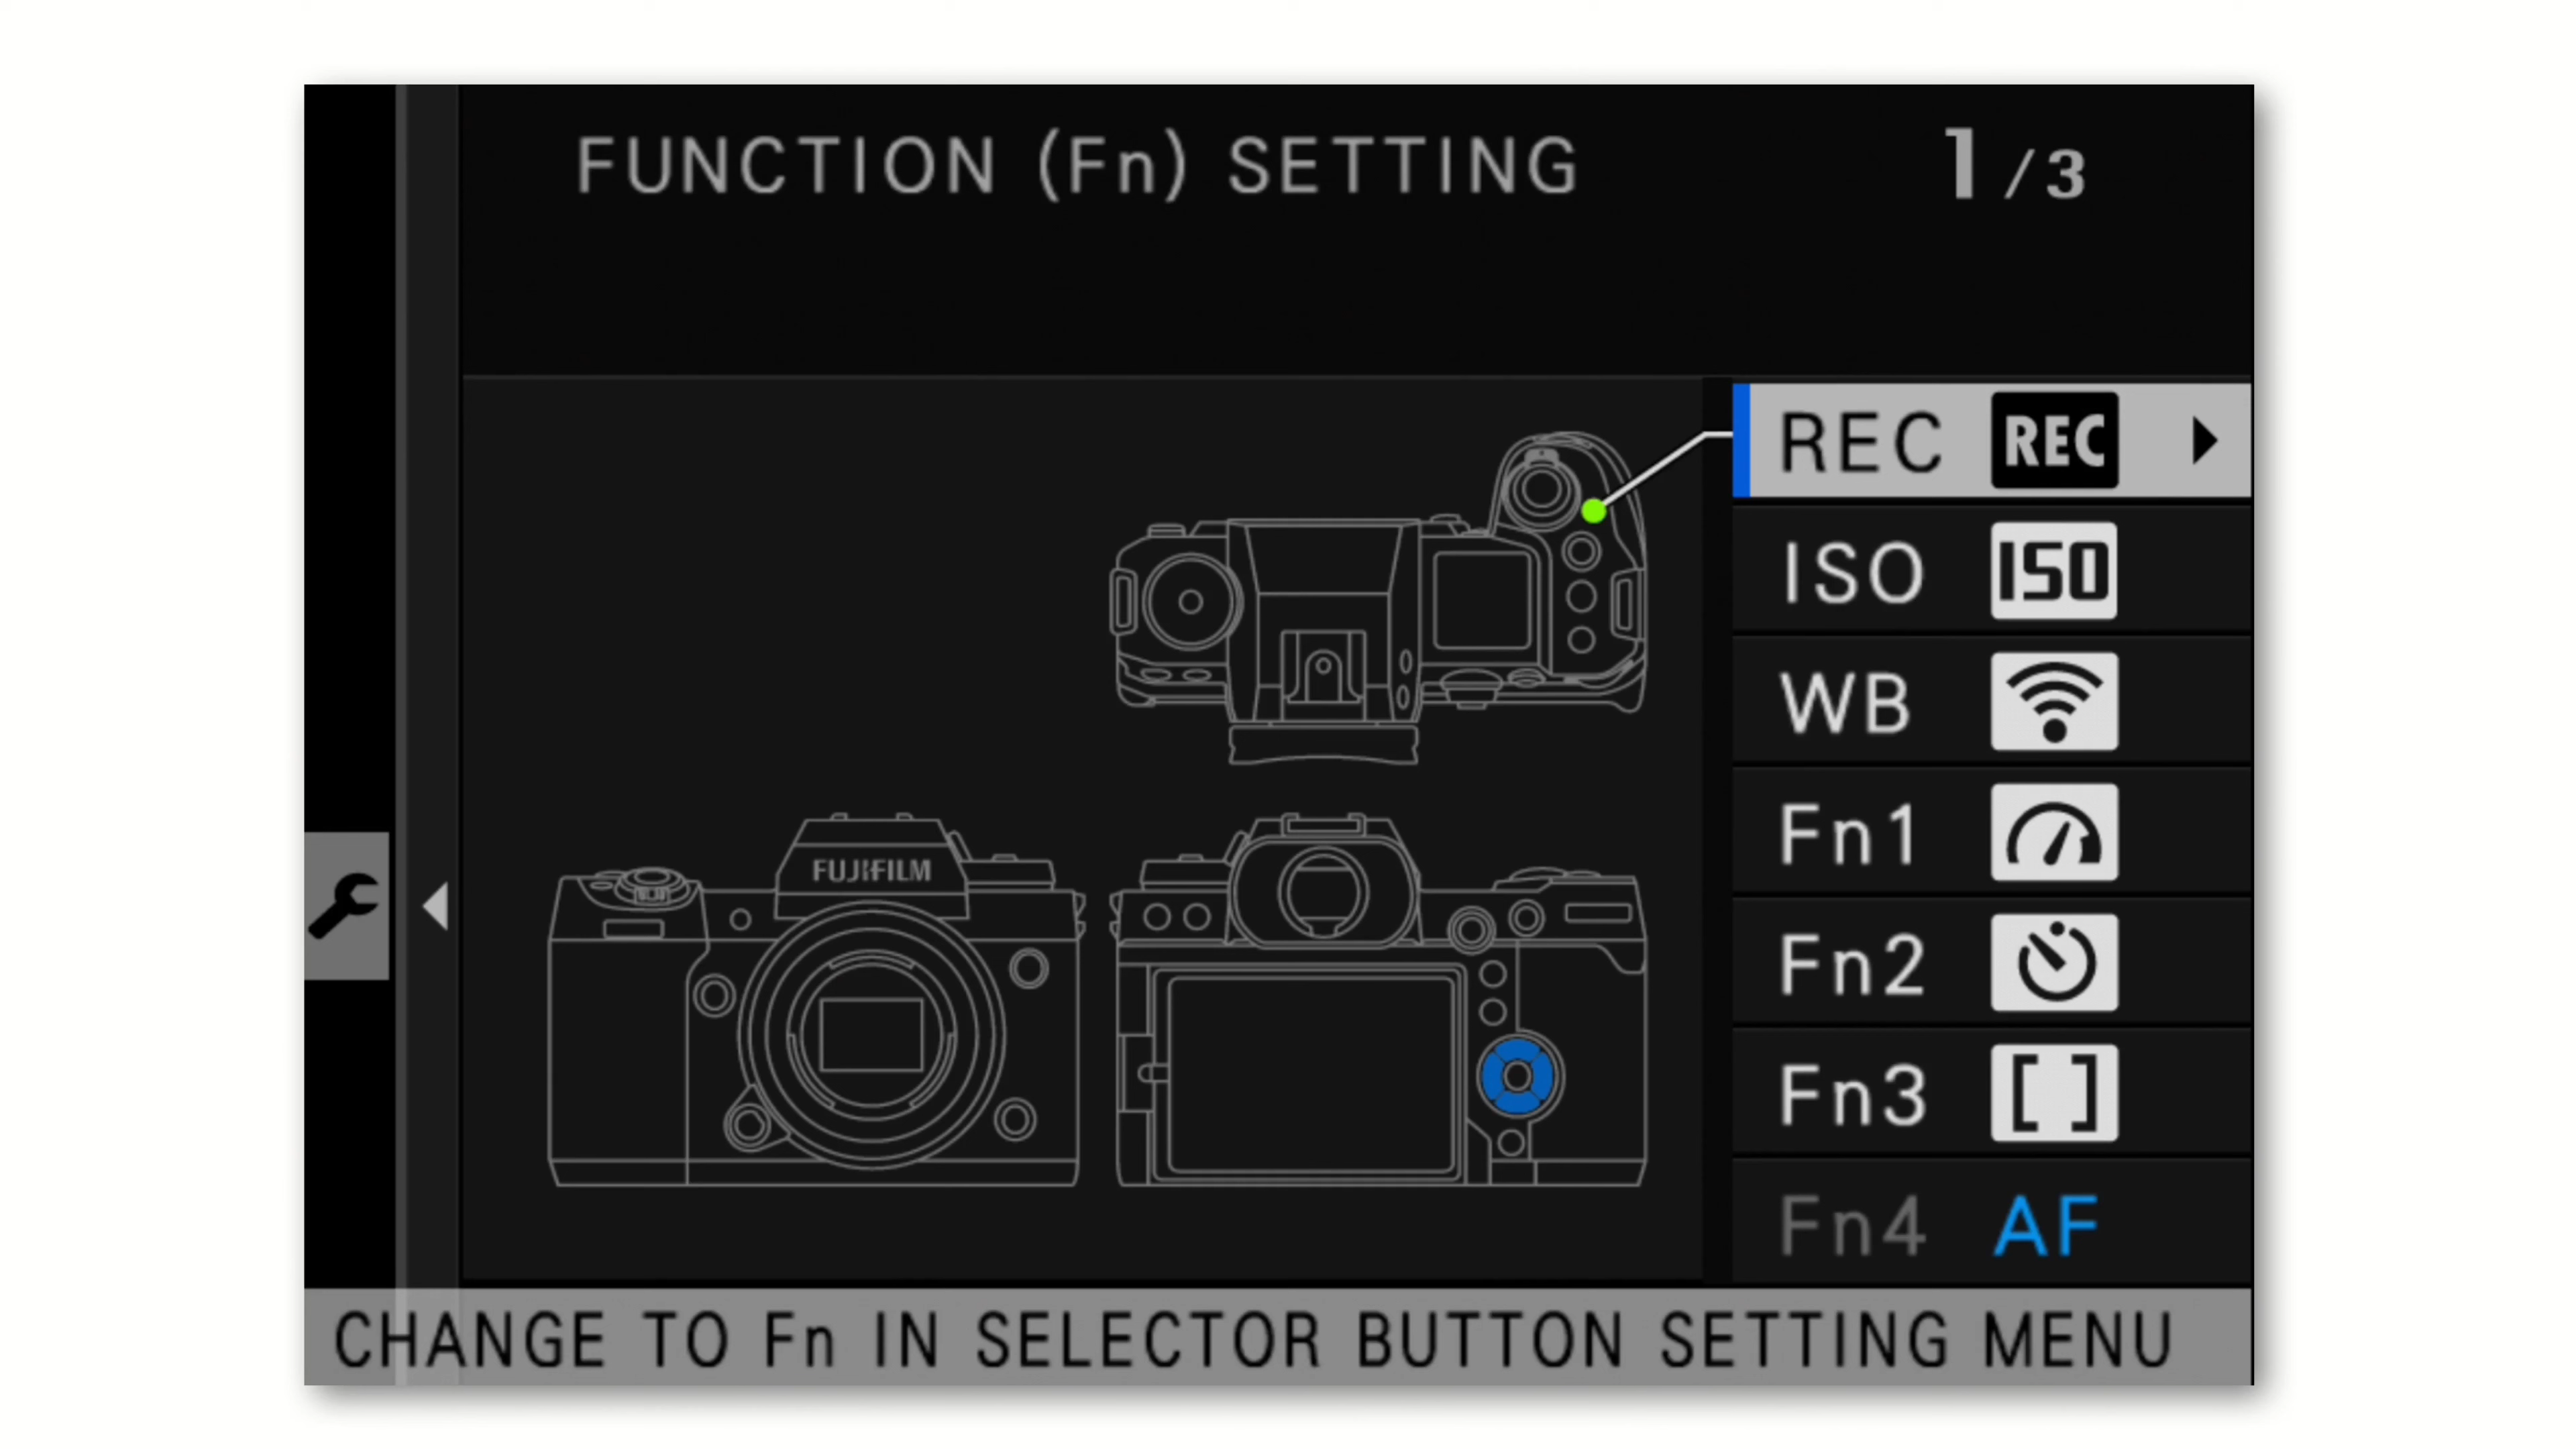 FUNCTION (Fn) SETTING
1/3
REC REC
ISO ISO
WB
Fn1
Fn2
Fn3
Fn4 AF
FUJIFILM
CHANGE TO Fn IN SELECTOR BUTTON SETTING MENU